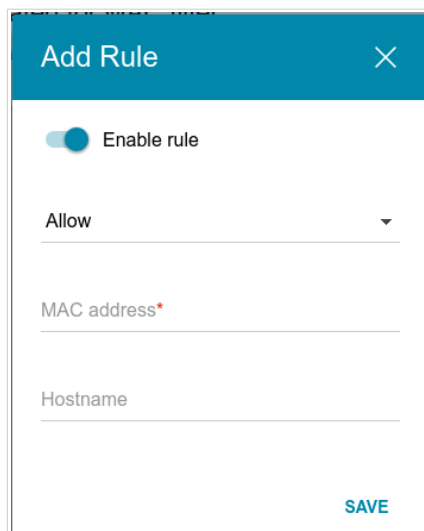 Add Rule
Enable rule
Allow
MAC address*
Hostname
SAVE